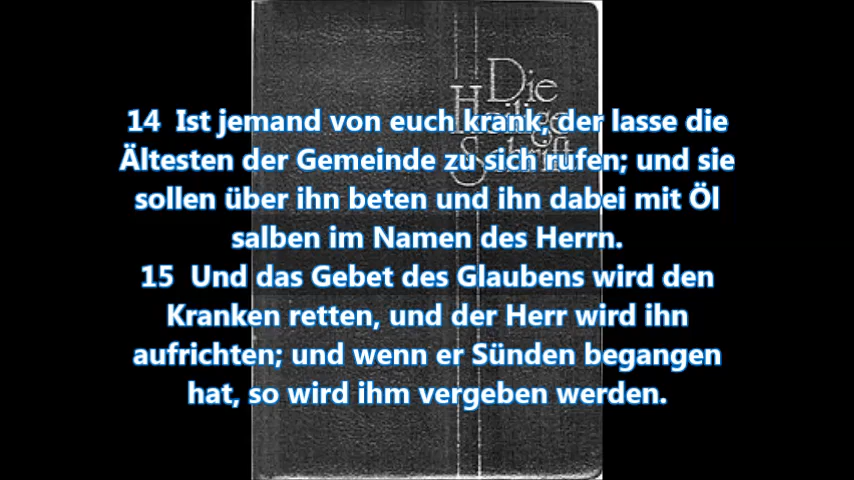 Die
Heilige
Schrift
14 Ist jemand von euch krank, der lasse die
Ältesten der Gemeinde zu sich rufen; und sie
sollen über ihn beten und ihn dabei mit Öl
salben im Namen des Herrn.
15 Und das Gebet des Glaubens wird den
Kranken retten, und der Herr wird ihn
aufrichten; und wenn er Sünden begangen
hat, so wird ihm vergeben werden.